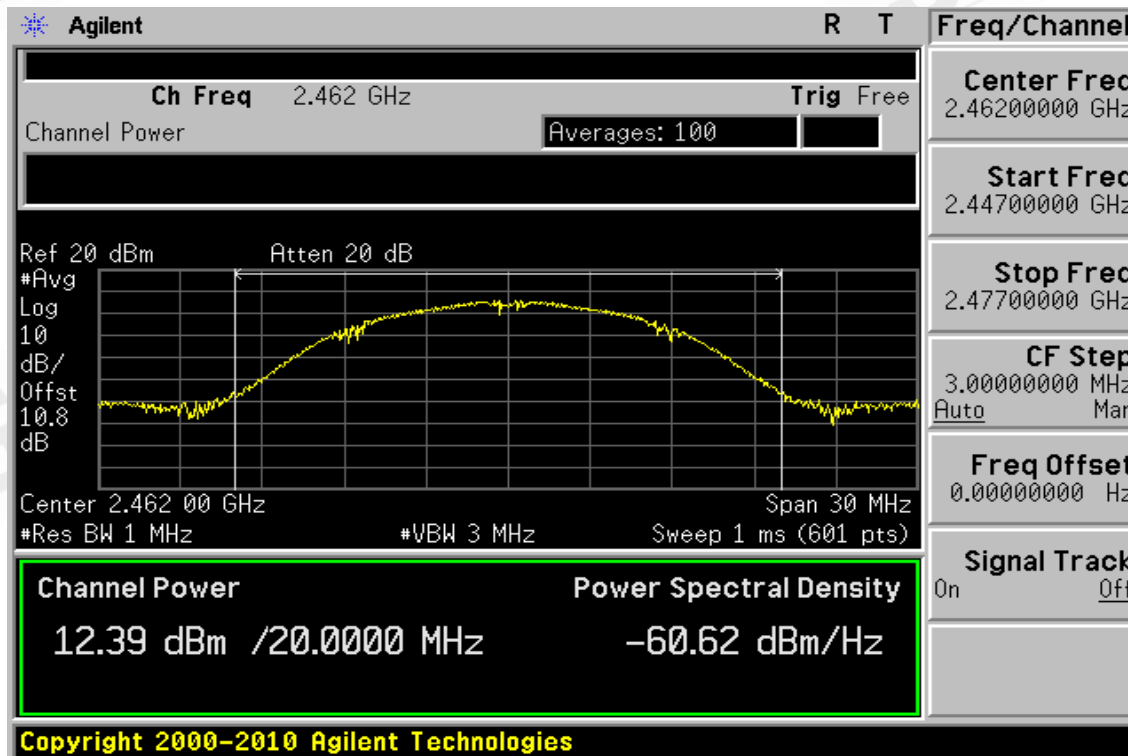 Agilent R T Freq/Channel
Ch Freq 2.462 GHz Trig Free
Channel Power Averages: 100
Center Freq
2.46200000 GHz
Start Freq
2.44700000 GHz
Stop Freq
2.47700000 GHz
CF Step
3.00000000 MHz
Auto Man
Freq Offset
0.00000000 Hz
Signal Track
On Off
Ref 20 dBm Atten 20 dB
#Avg
Log
10
dB/
Offst
10.8
dB
Center 2.462 00 GHz Span 30 MHz
#Res BW 1 MHz #VBW 3 MHz Sweep 1 ms (601 pts)
Channel Power Power Spectral Density
12.39 dBm /20.0000 MHz -60.62 dBm/Hz
Copyright 2000-2010 Agilent Technologies